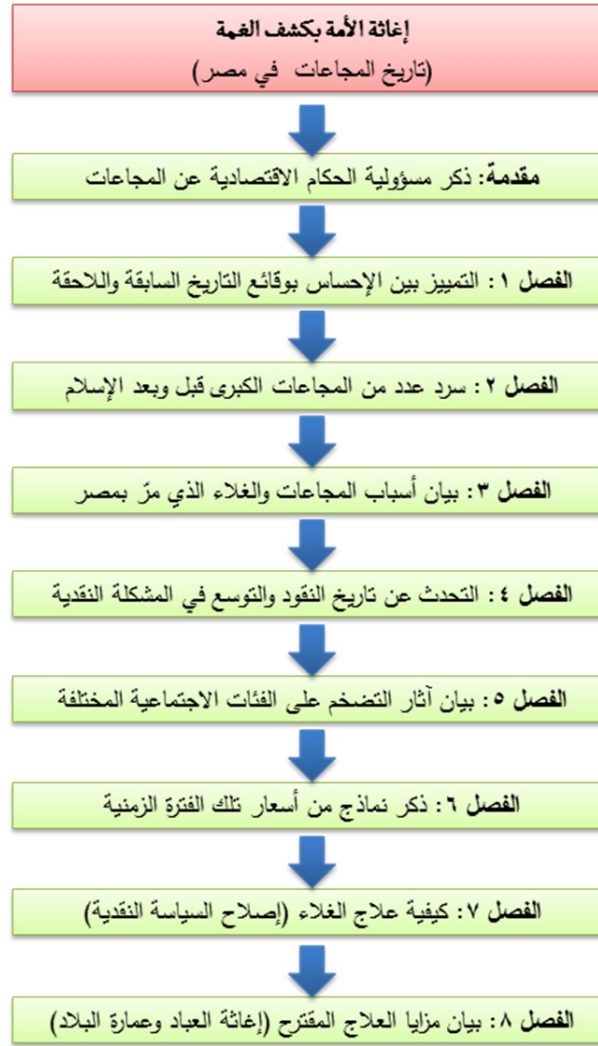 إغاثة الأمة بكشف الغمة
(تاريخ المجاعات في مصر)
مقدمة: ذكر مسؤولية الحكام الاقتصادية عن المجاعات
الفصل ١: التمييز بين الإحساس بوقائع التاريخ السابقة واللاحقة
الفصل ٢: سرد عدد من المجاعات الكبرى قبل وبعد الإسلام
الفصل ٣: بيان أسباب المجاعات والغلاء الذي مرّ بمصر
الفصل ٤: التحدث عن تاريخ النقود والتوسع في المشكلة النقدية
الفصل ٥: بيان آثار التضخم على الفئات الاجتماعية المختلفة
الفصل ٦: ذكر نماذج من أسعار تلك الفترة الزمنية
الفصل ٧: كيفية علاج الغلاء (إصلاح السياسة النقدية)
الفصل ٨: بيان مزايا العلاج المقترح (إغاثة العباد وعمارة البلاد)